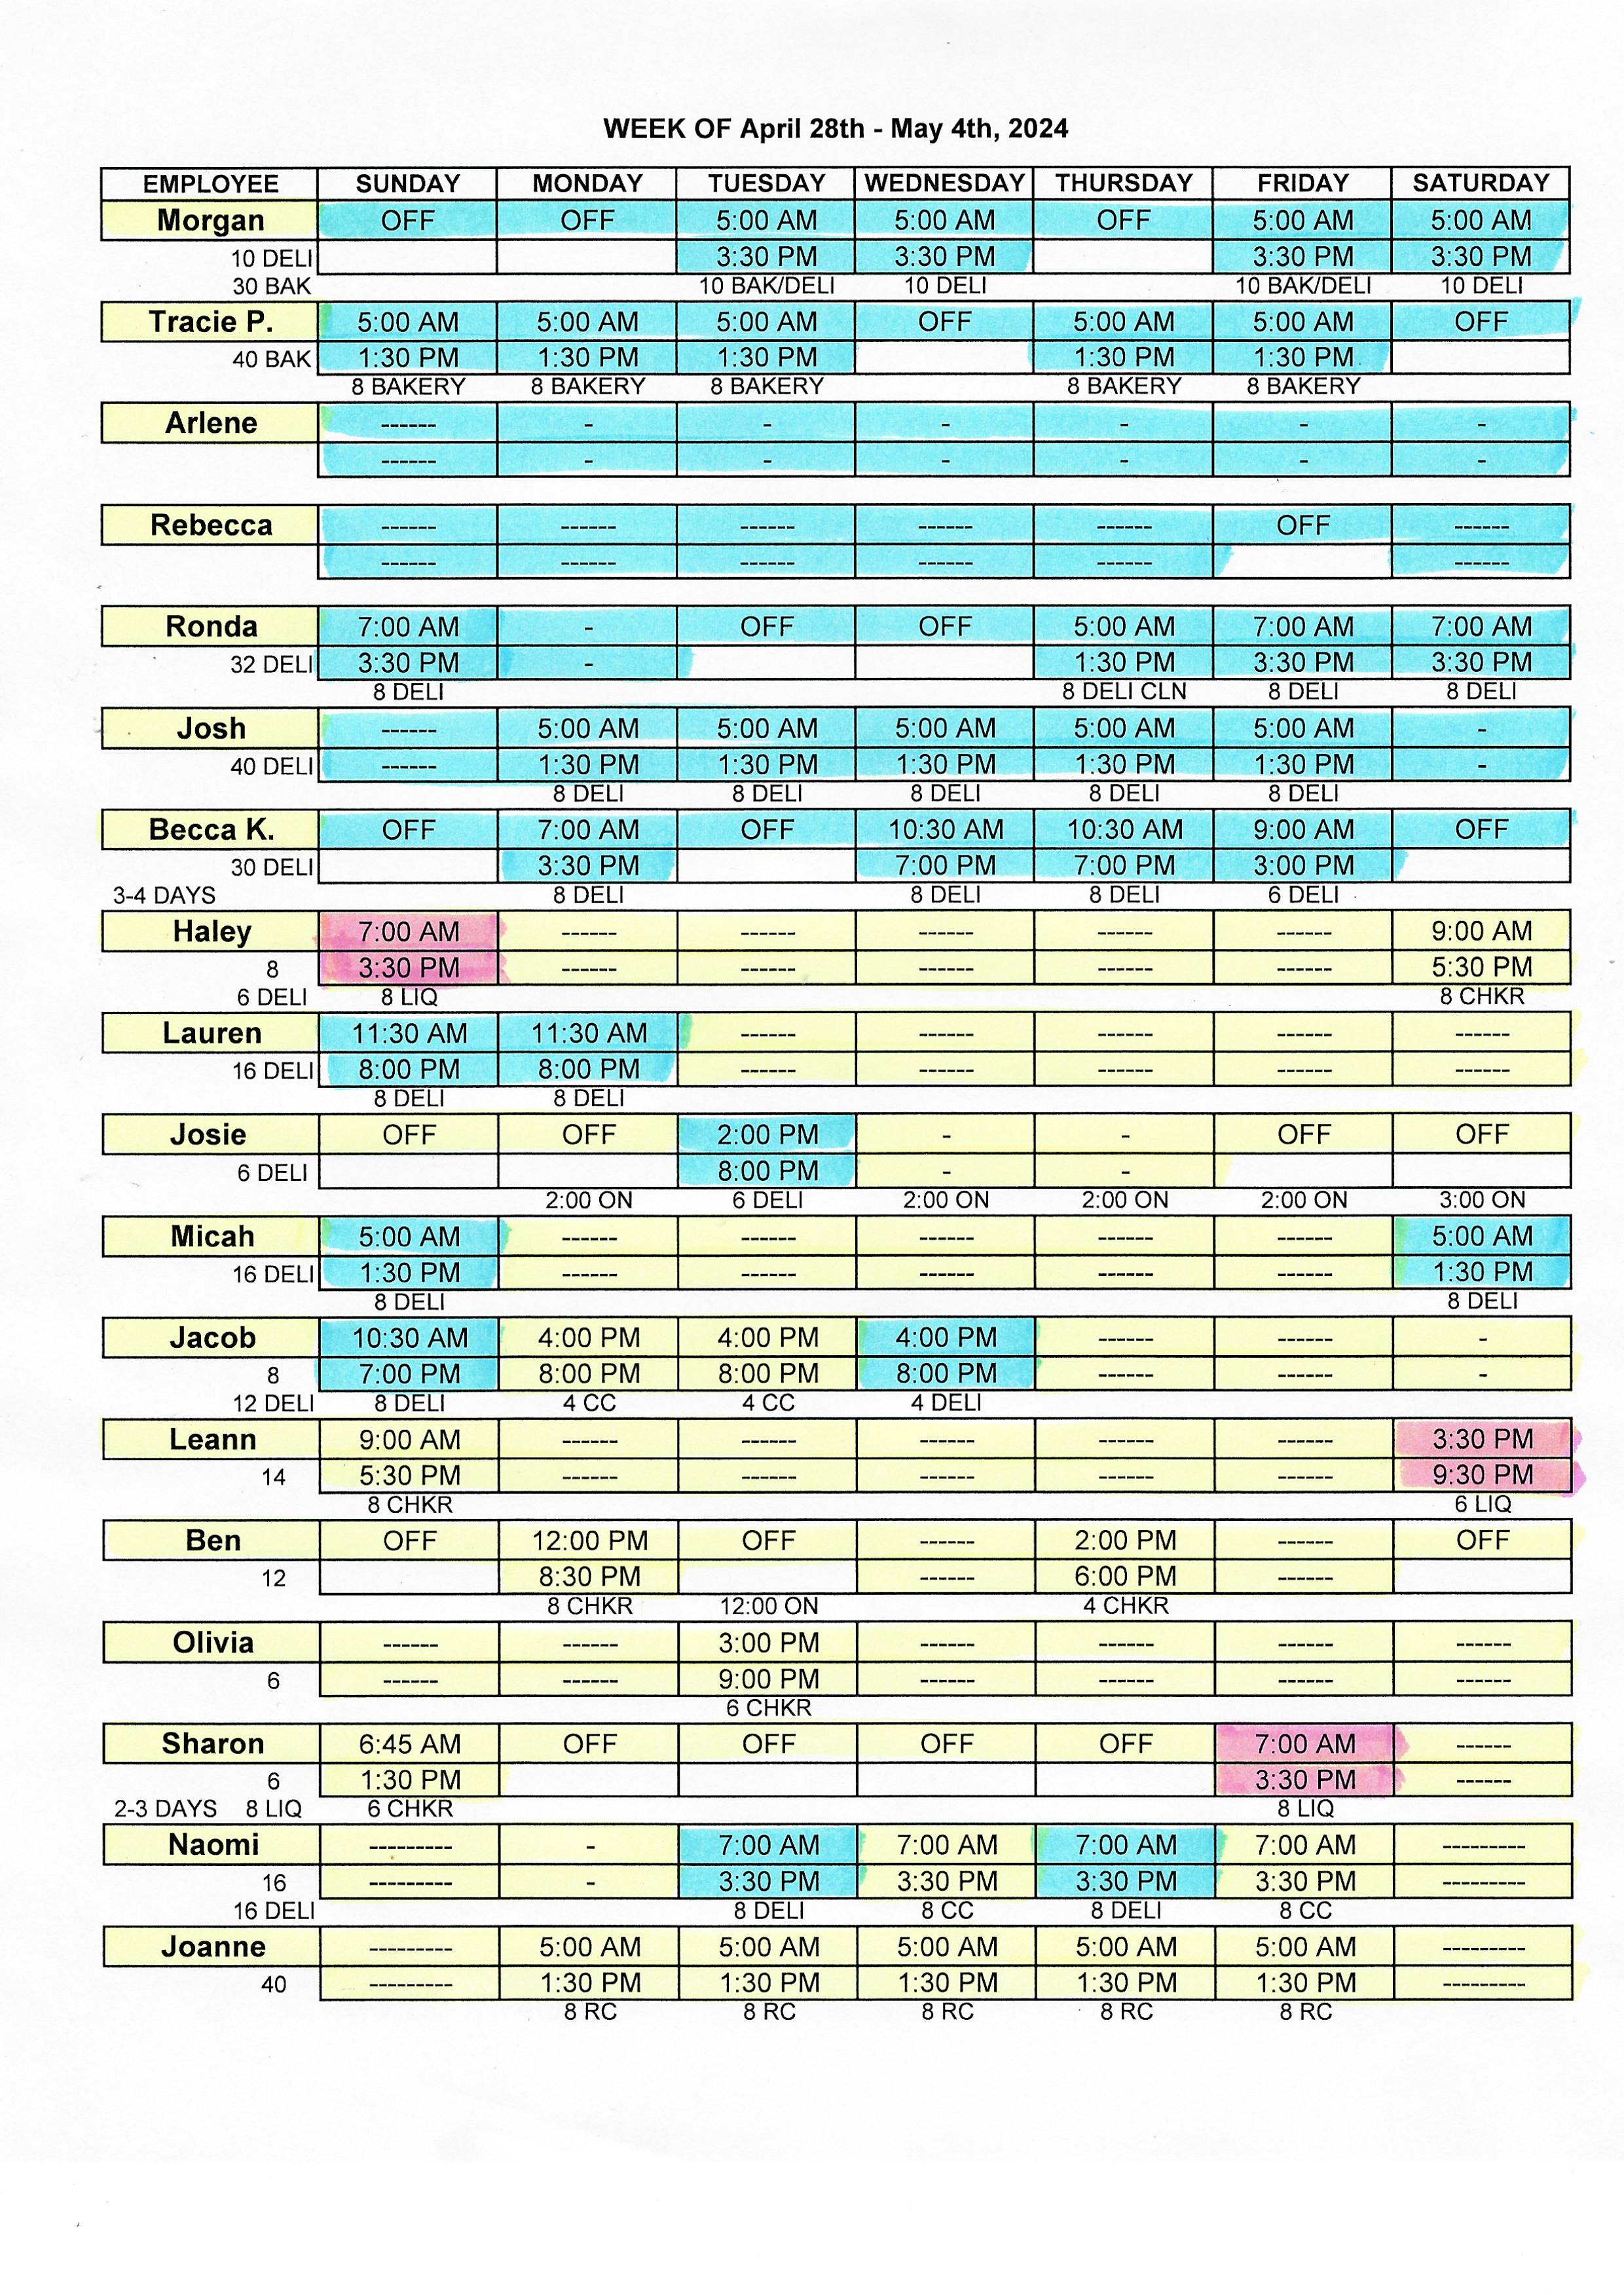 WEEK OF April 28th - May 4th, 2024
EMPLOYEE SUNDAY MONDAY TUESDAY WEDNESDAY THURSDAY FRIDAY SATURDAY
Morgan OFF OFF 5:00 AM 5:00 AM OFF 5:00 AM 5:00 AM
10 DELI 3:30 PM 3:30 PM 3:30 PM 3:30 PM
30 BAK 10 BAK/DELI 10 DELI 10 BAK/DELI 10 DELI
Tracie P. 5:00 AM 5:00 AM 5:00 AM OFF 5:00 AM 5:00 AM OFF
40 BAK 1:30 PM 1:30 PM 1:30 PM 1:30 PM 1:30 PM
8 BAKERY 8 BAKERY 8 BAKERY 8 BAKERY 8 BAKERY
Arlene ------ - - - - - -
------ - - - - - -
Rebecca ------ ------ ------ ------ ------ OFF ------
------ ------ ------ ------ ------ ------
Ronda 7:00 AM - OFF OFF 5:00 AM 7:00 AM 7:00 AM
32 DELI 3:30 PM - 1:30 PM 3:30 PM 3:30 PM
8 DELI 8 DELI CLN 8 DELI 8 DELI
Josh ------ 5:00 AM 5:00 AM 5:00 AM 5:00 AM 5:00 AM -
40 DELI ------ 1:30 PM 1:30 PM 1:30 PM 1:30 PM 1:30 PM -
8 DELI 8 DELI 8 DELI 8 DELI 8 DELI
Becca K. OFF 7:00 AM OFF 10:30 AM 10:30 AM 9:00 AM OFF
30 DELI 3:30 PM 7:00 PM 7:00 PM 3:00 PM
3-4 DAYS 8 DELI 8 DELI 8 DELI 6 DELI
Haley 7:00 AM ------ ------ ------ ------ ------ 9:00 AM
8 3:30 PM ------ ------ ------ ------ ------ 5:30 PM
6 DELI 8 LIQ 8 CHKR
Lauren 11:30 AM 11:30 AM ------ ------ ------ ------ ------
16 DELI 8:00 PM 8:00 PM ------ ------ ------ ------ ------
8 DELI 8 DELI
Josie OFF OFF 2:00 PM - - OFF OFF
6 DELI 8:00 PM - -
2:00 ON 6 DELI 2:00 ON 2:00 ON 2:00 ON 3:00 ON
Micah 5:00 AM ------ ------ ------ ------ ------ 5:00 AM
16 DELI 1:30 PM ------ ------ ------ ------ ------ 1:30 PM
8 DELI 8 DELI
Jacob 10:30 AM 4:00 PM 4:00 PM 4:00 PM ------ ------ -
8 7:00 PM 8:00 PM 8:00 PM 8:00 PM ------ ------ -
12 DELI 8 DELI 4 CC 4 CC 4 DELI
Leann 9:00 AM ------ ------ ------ ------ ------ 3:30 PM
14 5:30 PM ------ ------ ------ ------ ------ 9:30 PM
8 CHKR 6 LIQ
Ben OFF 12:00 PM OFF ------ 2:00 PM ------ OFF
12 8:30 PM ------ 6:00 PM ------
8 CHKR 12:00 ON 4 CHKR
Olivia ------ ------ 3:00 PM ------ ------ ------ ------
6 ------ ------ 9:00 PM ------ ------ ------ ------
6 CHKR
Sharon 6:45 AM OFF OFF OFF OFF 7:00 AM ------
6 1:30 PM 3:30 PM ------
2-3 DAYS 8 LIQ 6 CHKR 8 LIQ
Naomi --------- - 7:00 AM 7:00 AM 7:00 AM 7:00 AM ---------
16 --------- - 3:30 PM 3:30 PM 3:30 PM 3:30 PM ---------
16 DELI 8 DELI 8 CC 8 DELI 8 CC
Joanne --------- 5:00 AM 5:00 AM 5:00 AM 5:00 AM 5:00 AM ---------
40 --------- 1:30 PM 1:30 PM 1:30 PM 1:30 PM 1:30 PM ---------
8 RC 8 RC 8 RC 8 RC 8 RC